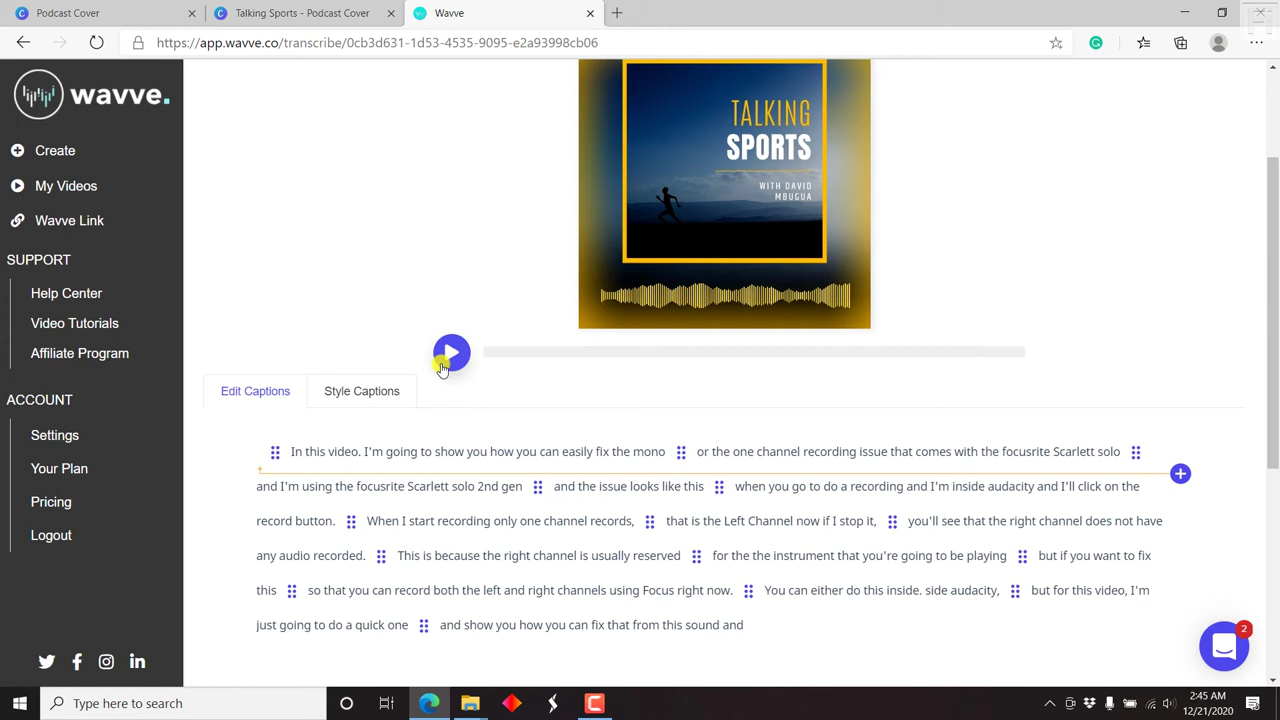 Podcast Cover
Talking Sports - Podcast Cover
Wavve
https://app.wavve.co/transcribe/0cb3d631-1d53-4535-9095-e2a93998cb06
wavve.
Create
My Videos
Wavve Link
SUPPORT
Help Center
Video Tutorials
Affiliate Program
ACCOUNT
Settings
Your Plan
Pricing
Logout
TALKING
SPORTS
WITH DAVID
MBUGUA
Edit Captions
Style Captions
In this video. I'm going to show you how you can easily fix the mono or the one channel recording issue that comes with the focusrite Scarlett solo
and I'm using the focusrite Scarlett solo 2nd gen and the issue looks like this when you go to do a recording and I'm inside audacity and I'll click on the
record button. When I start recording only one channel records, that is the Left Channel now if I stop it, you'll see that the right channel does not have
any audio recorded. This is because the right channel is usually reserved for the the instrument that you're going to be playing but if you want to fix
this so that you can record both the left and right channels using Focus right now. You can either do this inside. side audacity, but for this video, I'm
just going to do a quick one and show you how you can fix that from this sound and
2
Type here to search
2:45 AM
12/21/2020